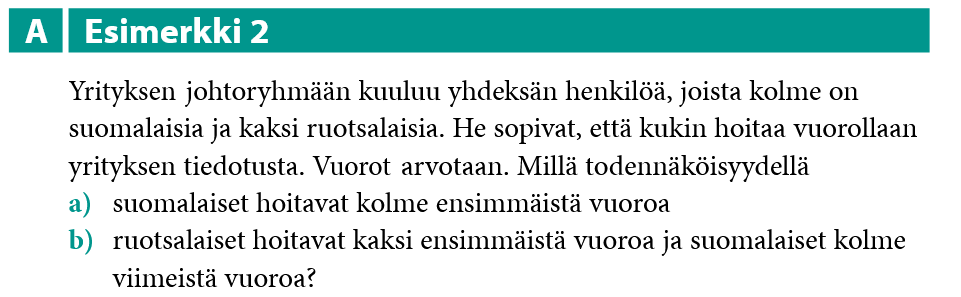 A Esimerkki 2
Yrityksen johtoryhmään kuuluu yhdeksän henkilöä, joista kolme on
suomalaisia ja kaksi ruotsalaisia. He sopivat, että kukin hoitaa vuorollaan
yrityksen tiedotusta. Vuorot arvotaan. Millä todennäköisyydellä
a) suomalaiset hoitavat kolme ensimmäistä vuoroa
b) ruotsalaiset hoitavat kaksi ensimmäistä vuoroa ja suomalaiset kolme
viimeistä vuoroa?